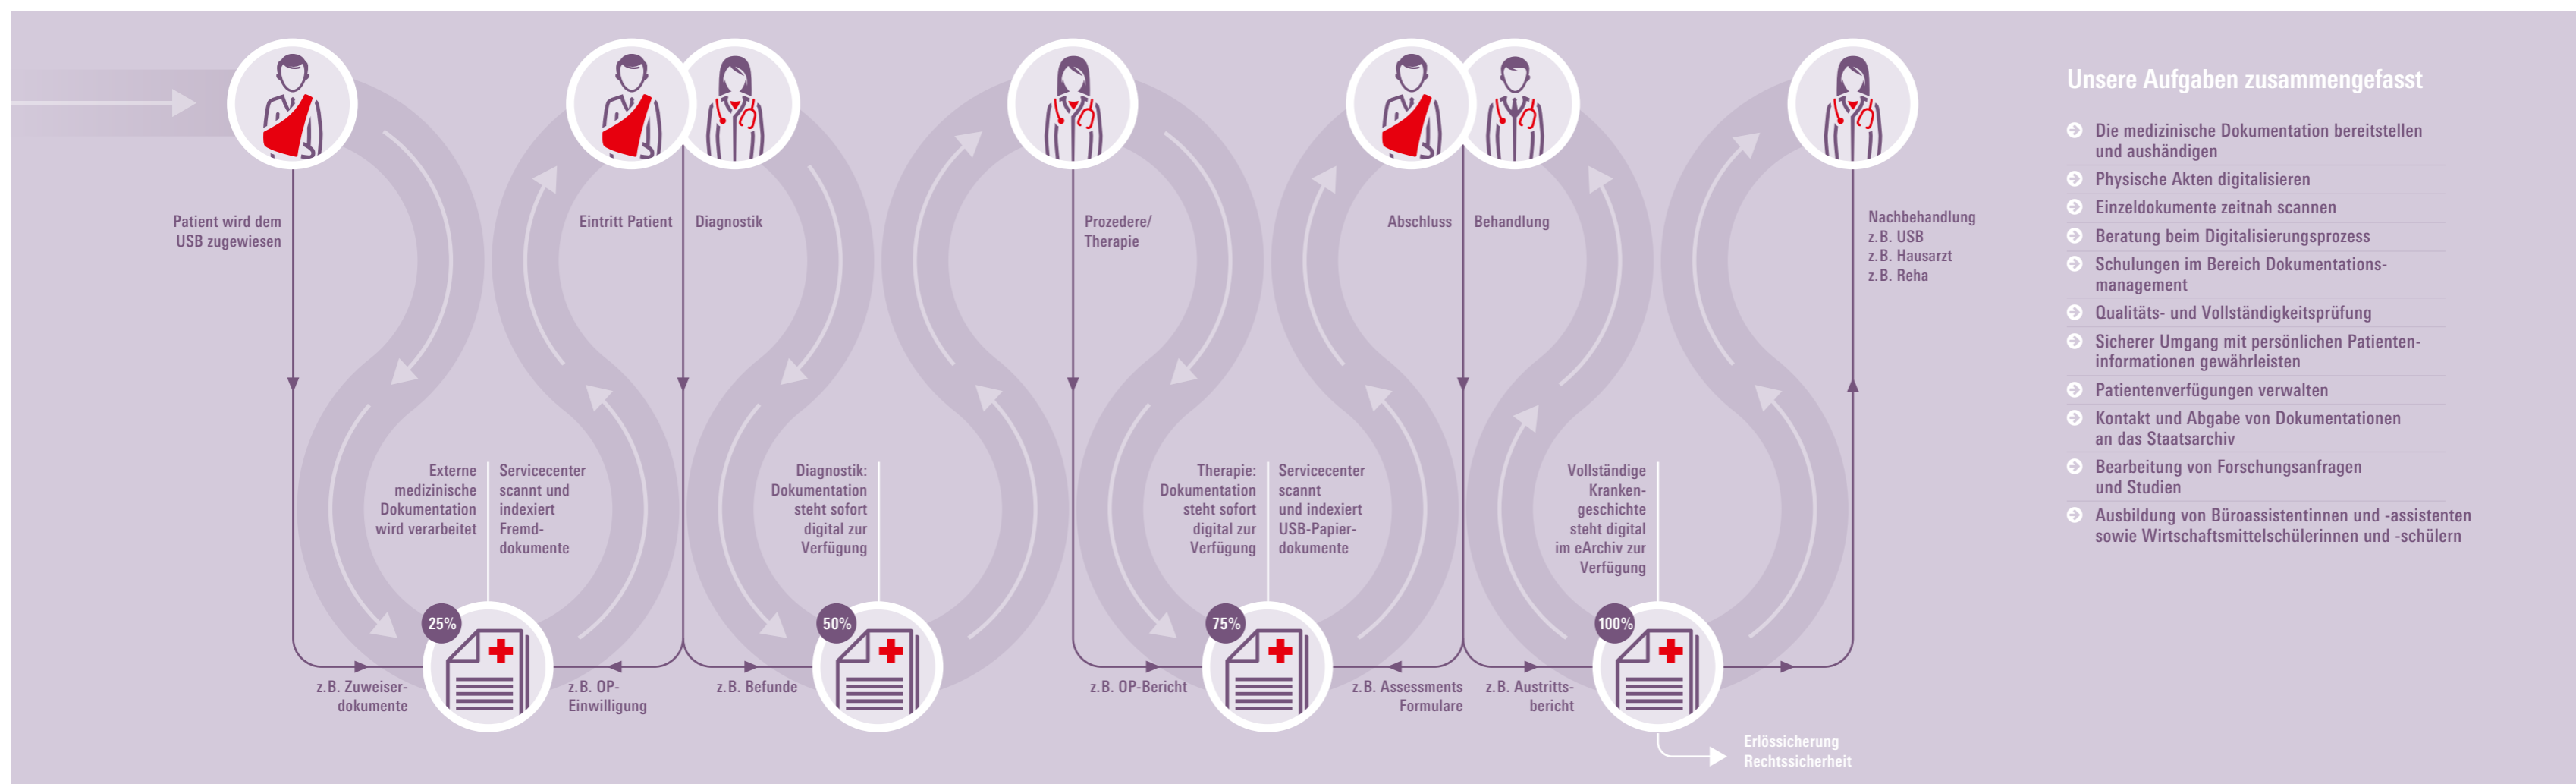 Patient wird dem
USB zugewiesen
Eintritt Patient
Diagnostik
Prozedere/
Therapie
Abschluss
Behandlung
Nachbehandlung
z.B. USB
z.B. Hausarzt
z.B. Reha
Externe
medizinische
Dokumentation
wird verarbeitet
Servicecenter
scannt und
indexiert
Fremd-
dokumente
Diagnostik:
Dokumentation
steht sofort
digital zur
Verfügung
Therapie:
Dokumentation
steht sofort
digital zur
Verfügung
Servicecenter
scannt
und indexiert
USB-Papier-
dokumente
Vollständige
Kranken-
geschichte
steht digital
im eArchiv zur
Verfügung
25%
50%
75%
100%
z.B. Zuweiser-
dokumente
z.B. OP-
Einwilligung
z.B. Befunde
z.B. OP-Bericht
z.B. Assessments
Formulare
z.B. Austritts-
bericht
Erlössicherung
Rechtssicherheit
Unsere Aufgaben zusammengefasst
Die medizinische Dokumentation bereitstellen
und aushändigen
Physische Akten digitalisieren
Einzeldokumente zeitnah scannen
Beratung beim Digitalisierungsprozess
Schulungen im Bereich Dokumentations-
management
Qualitäts- und Vollständigkeitsprüfung
Sicherer Umgang mit persönlichen Patienten-
informationen gewährleisten
Patientenverfügungen verwalten
Kontakt und Abgabe von Dokumentationen
an das Staatsarchiv
Bearbeitung von Forschungsanfragen
und Studien
Ausbildung von Büroassistentinnen und -assistenten
sowie Wirtschaftsmittelschülerinnen und -schülern